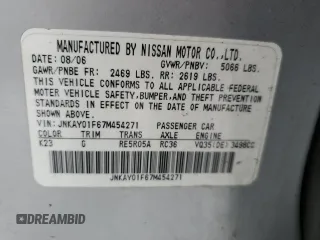 MANUFACTURED BY NISSAN MOTOR CO.,LTD.
DATE: 08/06 GVWR/PNBV: 5066 LBS.
GAWR/PNBE FR: 2469 LBS. RR: 2619 LBS.
THIS VEHICLE CONFORMS TO ALL APPLICABLE
FEDERAL MOTOR VEHICLE SAFETY,
BUMPER, AND THEFT PREVENTION
STANDARDS IN EFFECT ON THE DATE OF MANUFACTURE
SHOWN ABOVE.
VIN: JNKAY01F67M454271 PASSENGER CAR
COLOR TRIM TRANS AXLE ENGINE
K23 G RE5R05A RC36 VQ35(DE) 3498CC
JNKAY01F67M454271
autobidmaster